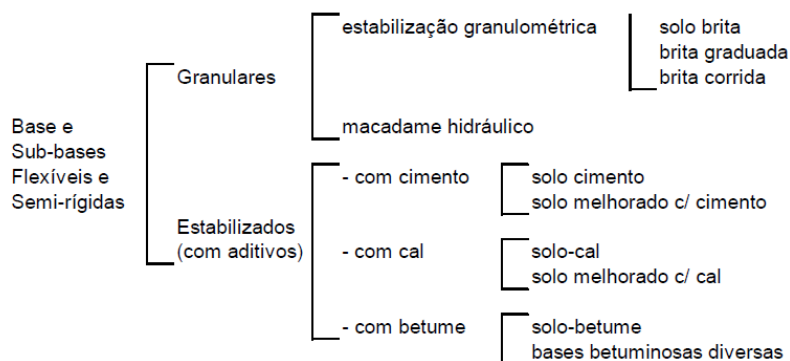 Base e
Sub-bases
Flexíveis e
Semi-rígidas
Granulares
estabilização granulométrica
solo brita
brita graduada
brita corrida
macadame hidráulico
Estabilizados
(com aditivos)
- com cimento
solo cimento
solo melhorado c/ cimento
- com cal
solo-cal
solo melhorado c/ cal
- com betume
solo-betume
bases betuminosas diversas